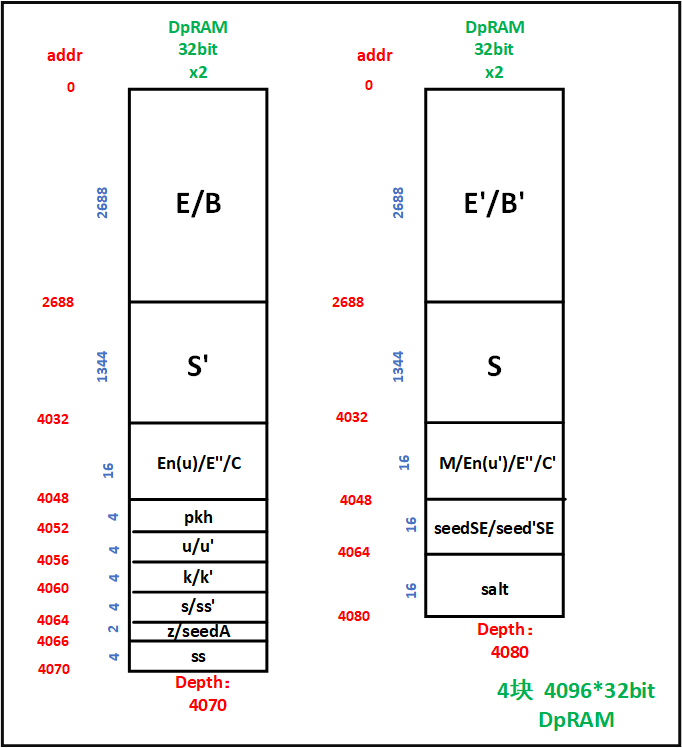 DpRAM
32bit
x2
addr
0
2688
E/B
2688
1344
S'
4032
16
En(u)/E''/C
4048
4
pkh
4052
4
u/u'
4056
4
k/k'
4060
4
s/ss'
4064
2
z/seedA
4066
4
ss
4070
Depth:
4070
DpRAM
32bit
x2
addr
0
2688
E'/B'
2688
1344
S
4032
16
M/En(u')/E''/C'
4048
16
seedSE/seed'SE
4064
16
salt
4080
Depth:
4080
4块 4096*32bit
DpRAM